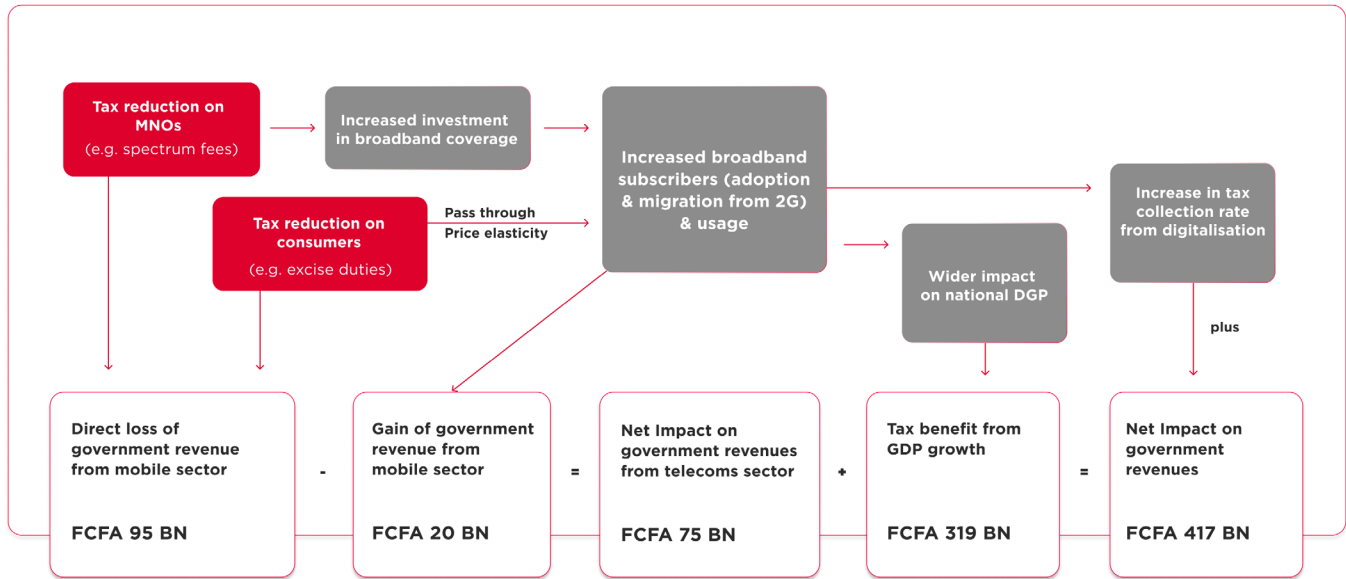 Tax reduction on
MNOs
(e.g. spectrum fees)
Increased investment
in broadband coverage
Increased broadband
subscribers (adoption
& migration from 2G)
& usage
Increase in tax
collection rate
from digitalisation
Tax reduction on
consumers
(e.g. excise duties)
Pass through
Price elasticity
Wider impact
on national DGP
plus
Direct loss of
government revenue
from mobile sector
FCFA 95 BN
-
Gain of government
revenue from
mobile sector
FCFA 20 BN
=
Net Impact on
government revenues
from telecoms sector
FCFA 75 BN
+
Tax benefit from
GDP growth
FCFA 319 BN
=
Net Impact on
government
revenues
FCFA 417 BN